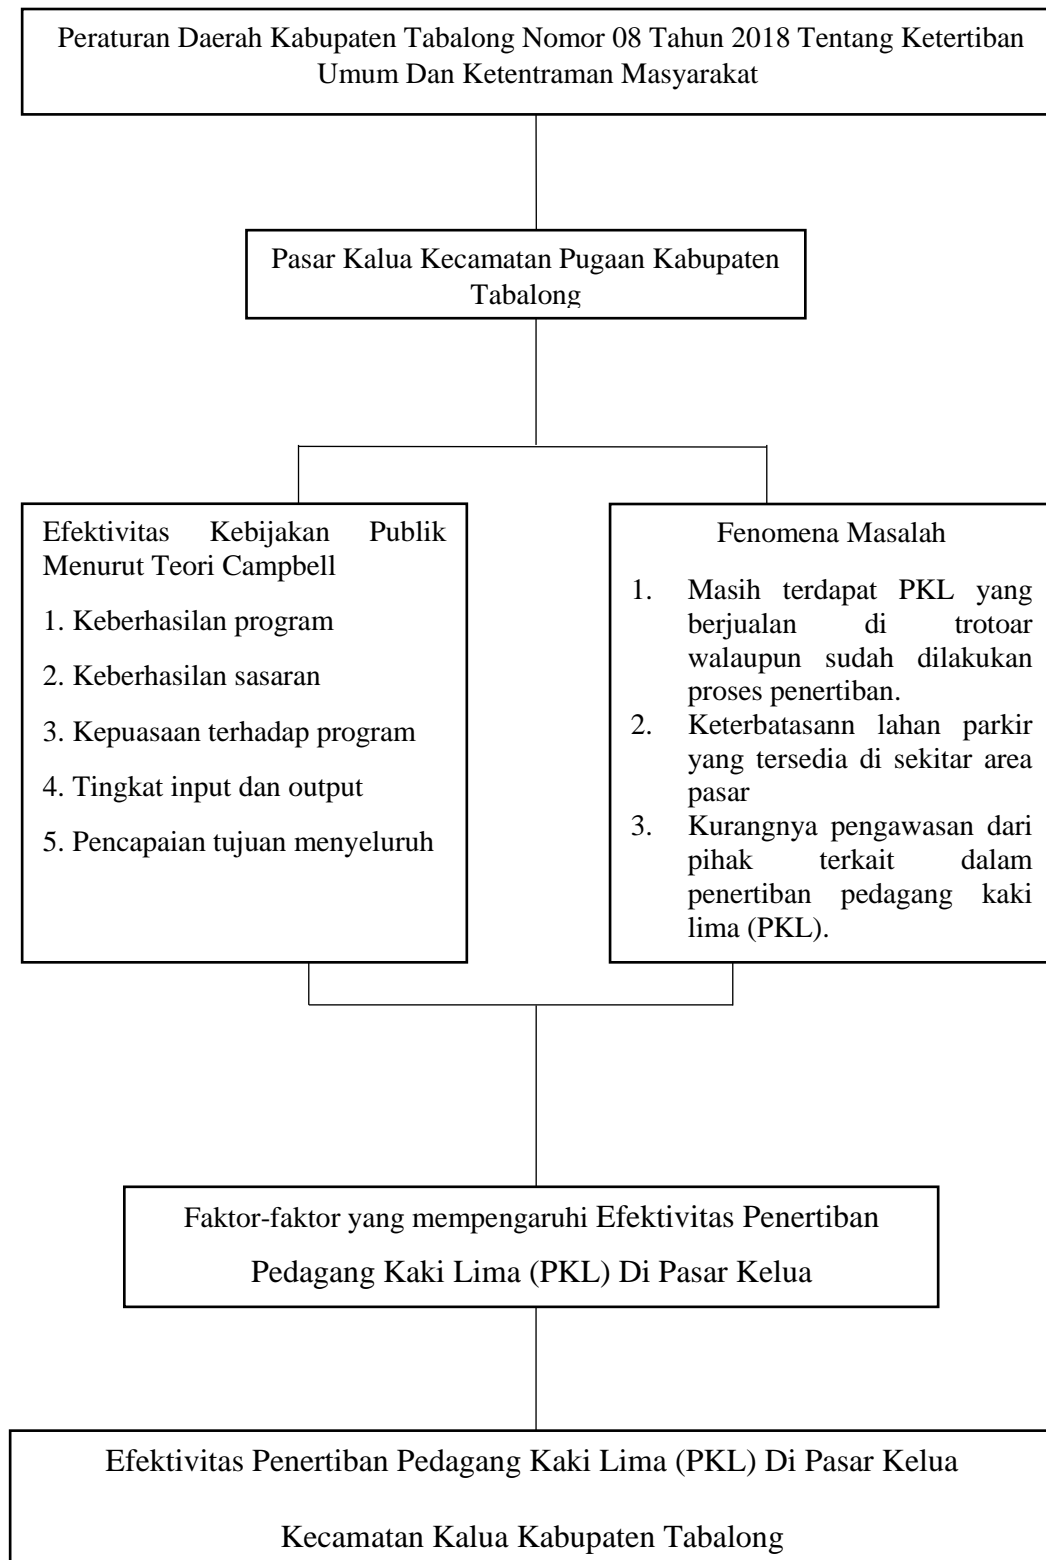 Peraturan Daerah Kabupaten Tabalong Nomor 08 Tahun 2018 Tentang Ketertiban
Umum Dan Ketentraman Masyarakat
Pasar Kalua Kecamatan Pugaan Kabupaten
Tabalong
Efektivitas Kebijakan Publik
Menurut Teori Campbell
1. Keberhasilan program
2. Keberhasilan sasaran
3. Kepuasaan terhadap program
4. Tingkat input dan output
5. Pencapaian tujuan menyeluruh
Fenomena Masalah
1. Masih terdapat PKL yang
berjualan di trotoar
walaupun sudah dilakukan
proses penertiban.
2. Keterbatasann lahan parkir
yang tersedia di sekitar area
pasar
3. Kurangnya pengawasan dari
pihak terkait dalam
penertiban pedagang kaki
lima (PKL).
Faktor-faktor yang mempengaruhi Efektivitas Penertiban
Pedagang Kaki Lima (PKL) Di Pasar Kelua
Efektivitas Penertiban Pedagang Kaki Lima (PKL) Di Pasar Kelua
Kecamatan Kalua Kabupaten Tabalong